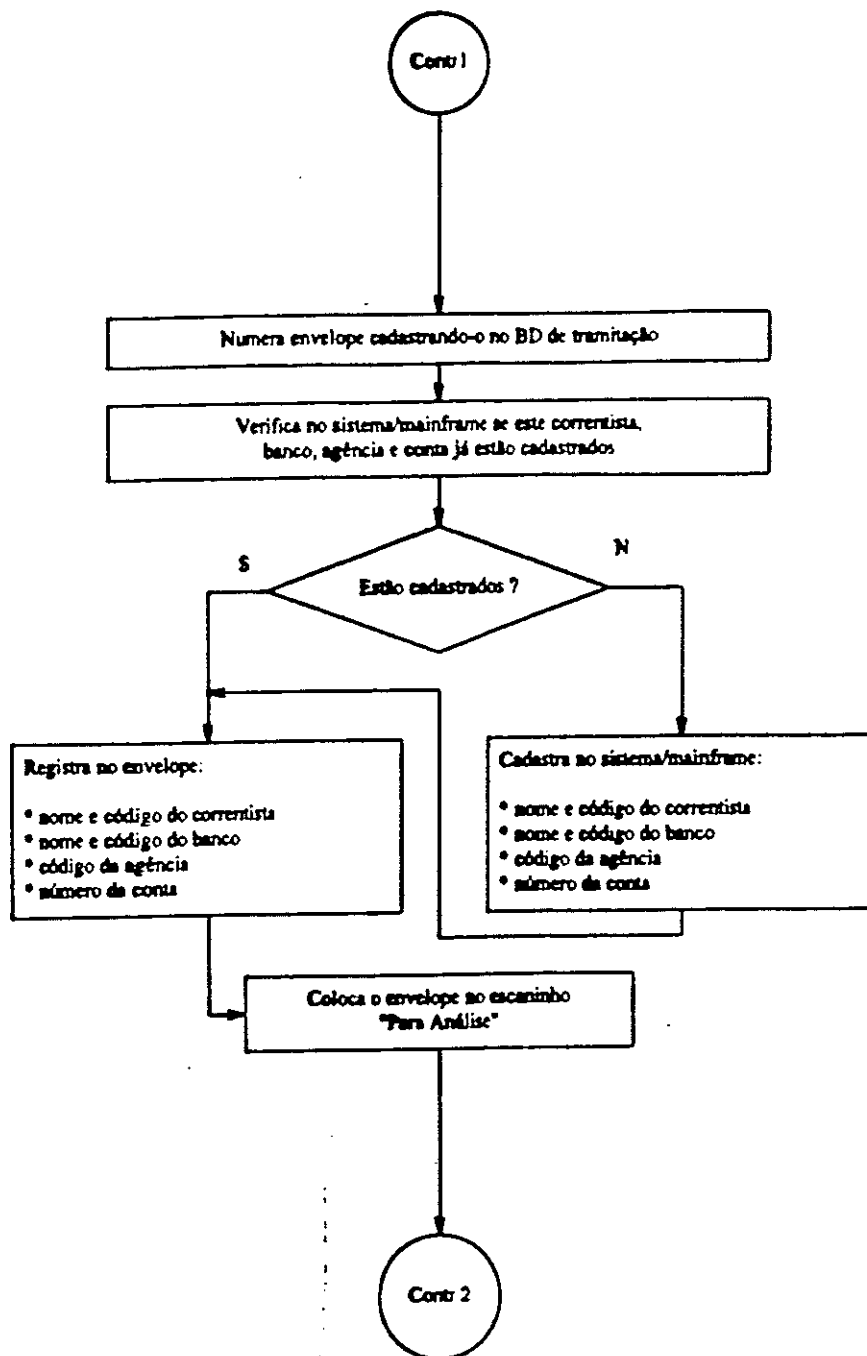 Contr 1
Numera envelope cadastrando-o no BD de tramitação
Verifica no sistema/mainframe se este correntista,
banco, agência e conta já estão cadastrados
S
N
Estão cadastrados ?
Registra no envelope:
* nome e código do correntista
* nome e código do banco
* código da agência
* número da conta
Cadastra no sistema/mainframe:
* nome e código do correntista
* nome e código do banco
* código da agência
* número da conta
Coloca o envelope no escaninho
"Para Análise"
Contr 2